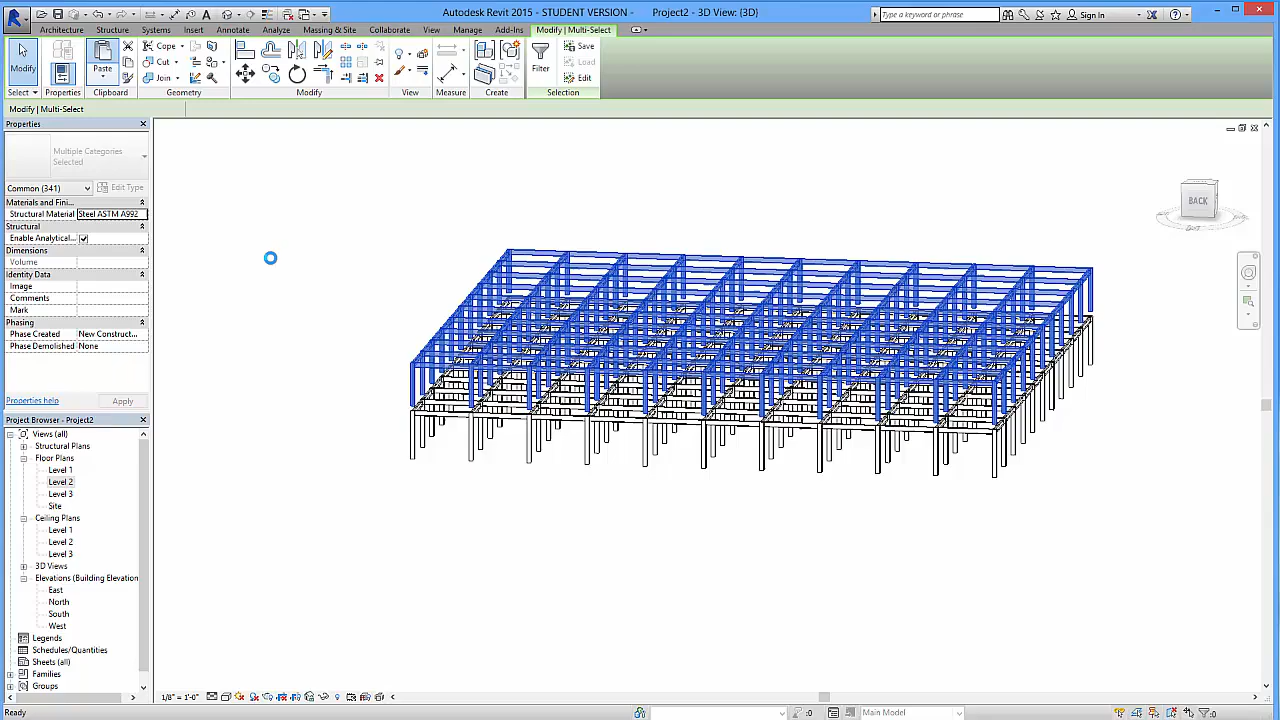 Autodesk Revit 2015 - STUDENT VERSION - Project2 - 3D View: {3D}
Type a keyword or phrase
Sign In
Architecture Structure Systems Insert Annotate Analyze Massing & Site Collaborate View Manage Add-Ins Modify | Multi-Select
Modify
Paste
Cope
Cut
Join
Filter
Save
Load
Edit
Select Properties Clipboard Geometry Modify View Measure Create Selection
Modify | Multi-Select
Properties
Multiple Categories
Selected
Common (341) Edit Type
Materials and Fini...
Structural Material Steel ASTM A992
Structural
Enable Analytical...
Dimensions
Volume
Identity Data
Image
Comments
Mark
Phasing
Phase Created New Construct...
Phase Demolished None
Properties help Apply
BACK
Project Browser - Project2
Views (all)
Structural Plans
Floor Plans
Level 1
Level 2
Level 3
Site
Ceiling Plans
Level 1
Level 2
Level 3
3D Views
Elevations (Building Elevation
East
North
South
West
Legends
Schedules/Quantities
Sheets (all)
Families
Groups
1/8" = 1'-0"
Ready
:0
Main Model
:0